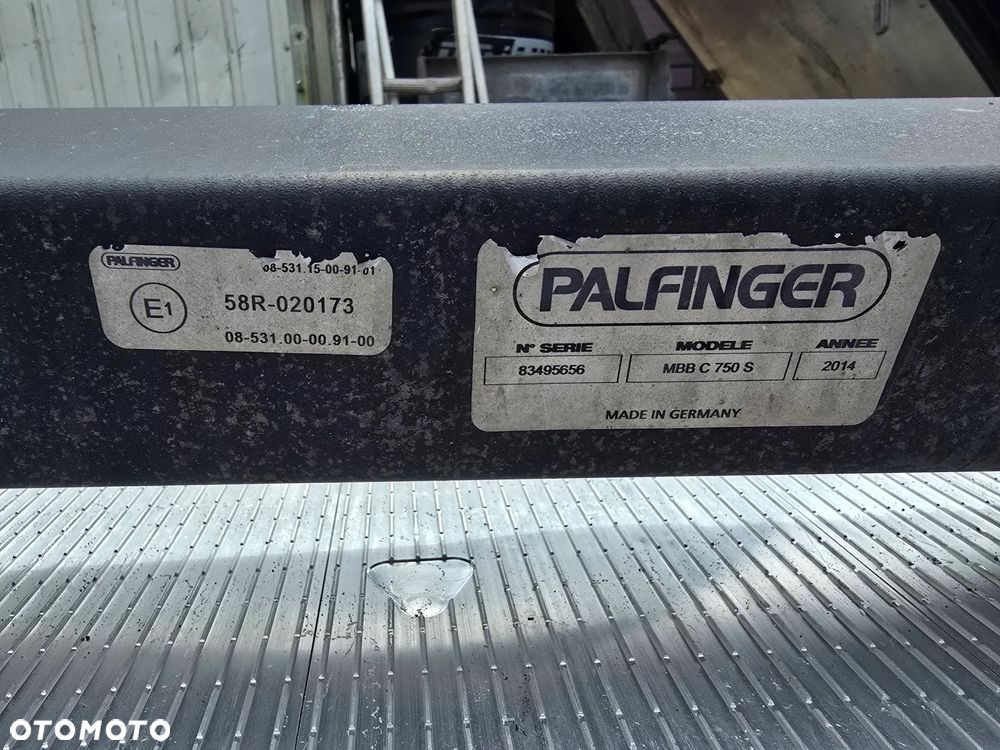 PALFINGER
08-531.15-00-91-01
E1
58R-020173
08-531.00-00.91-00
PALFINGER
N° SERIE
MODELE
ANNEE
83495656
MBB C 750 S
2014
MADE IN GERMANY
OTOMOTO